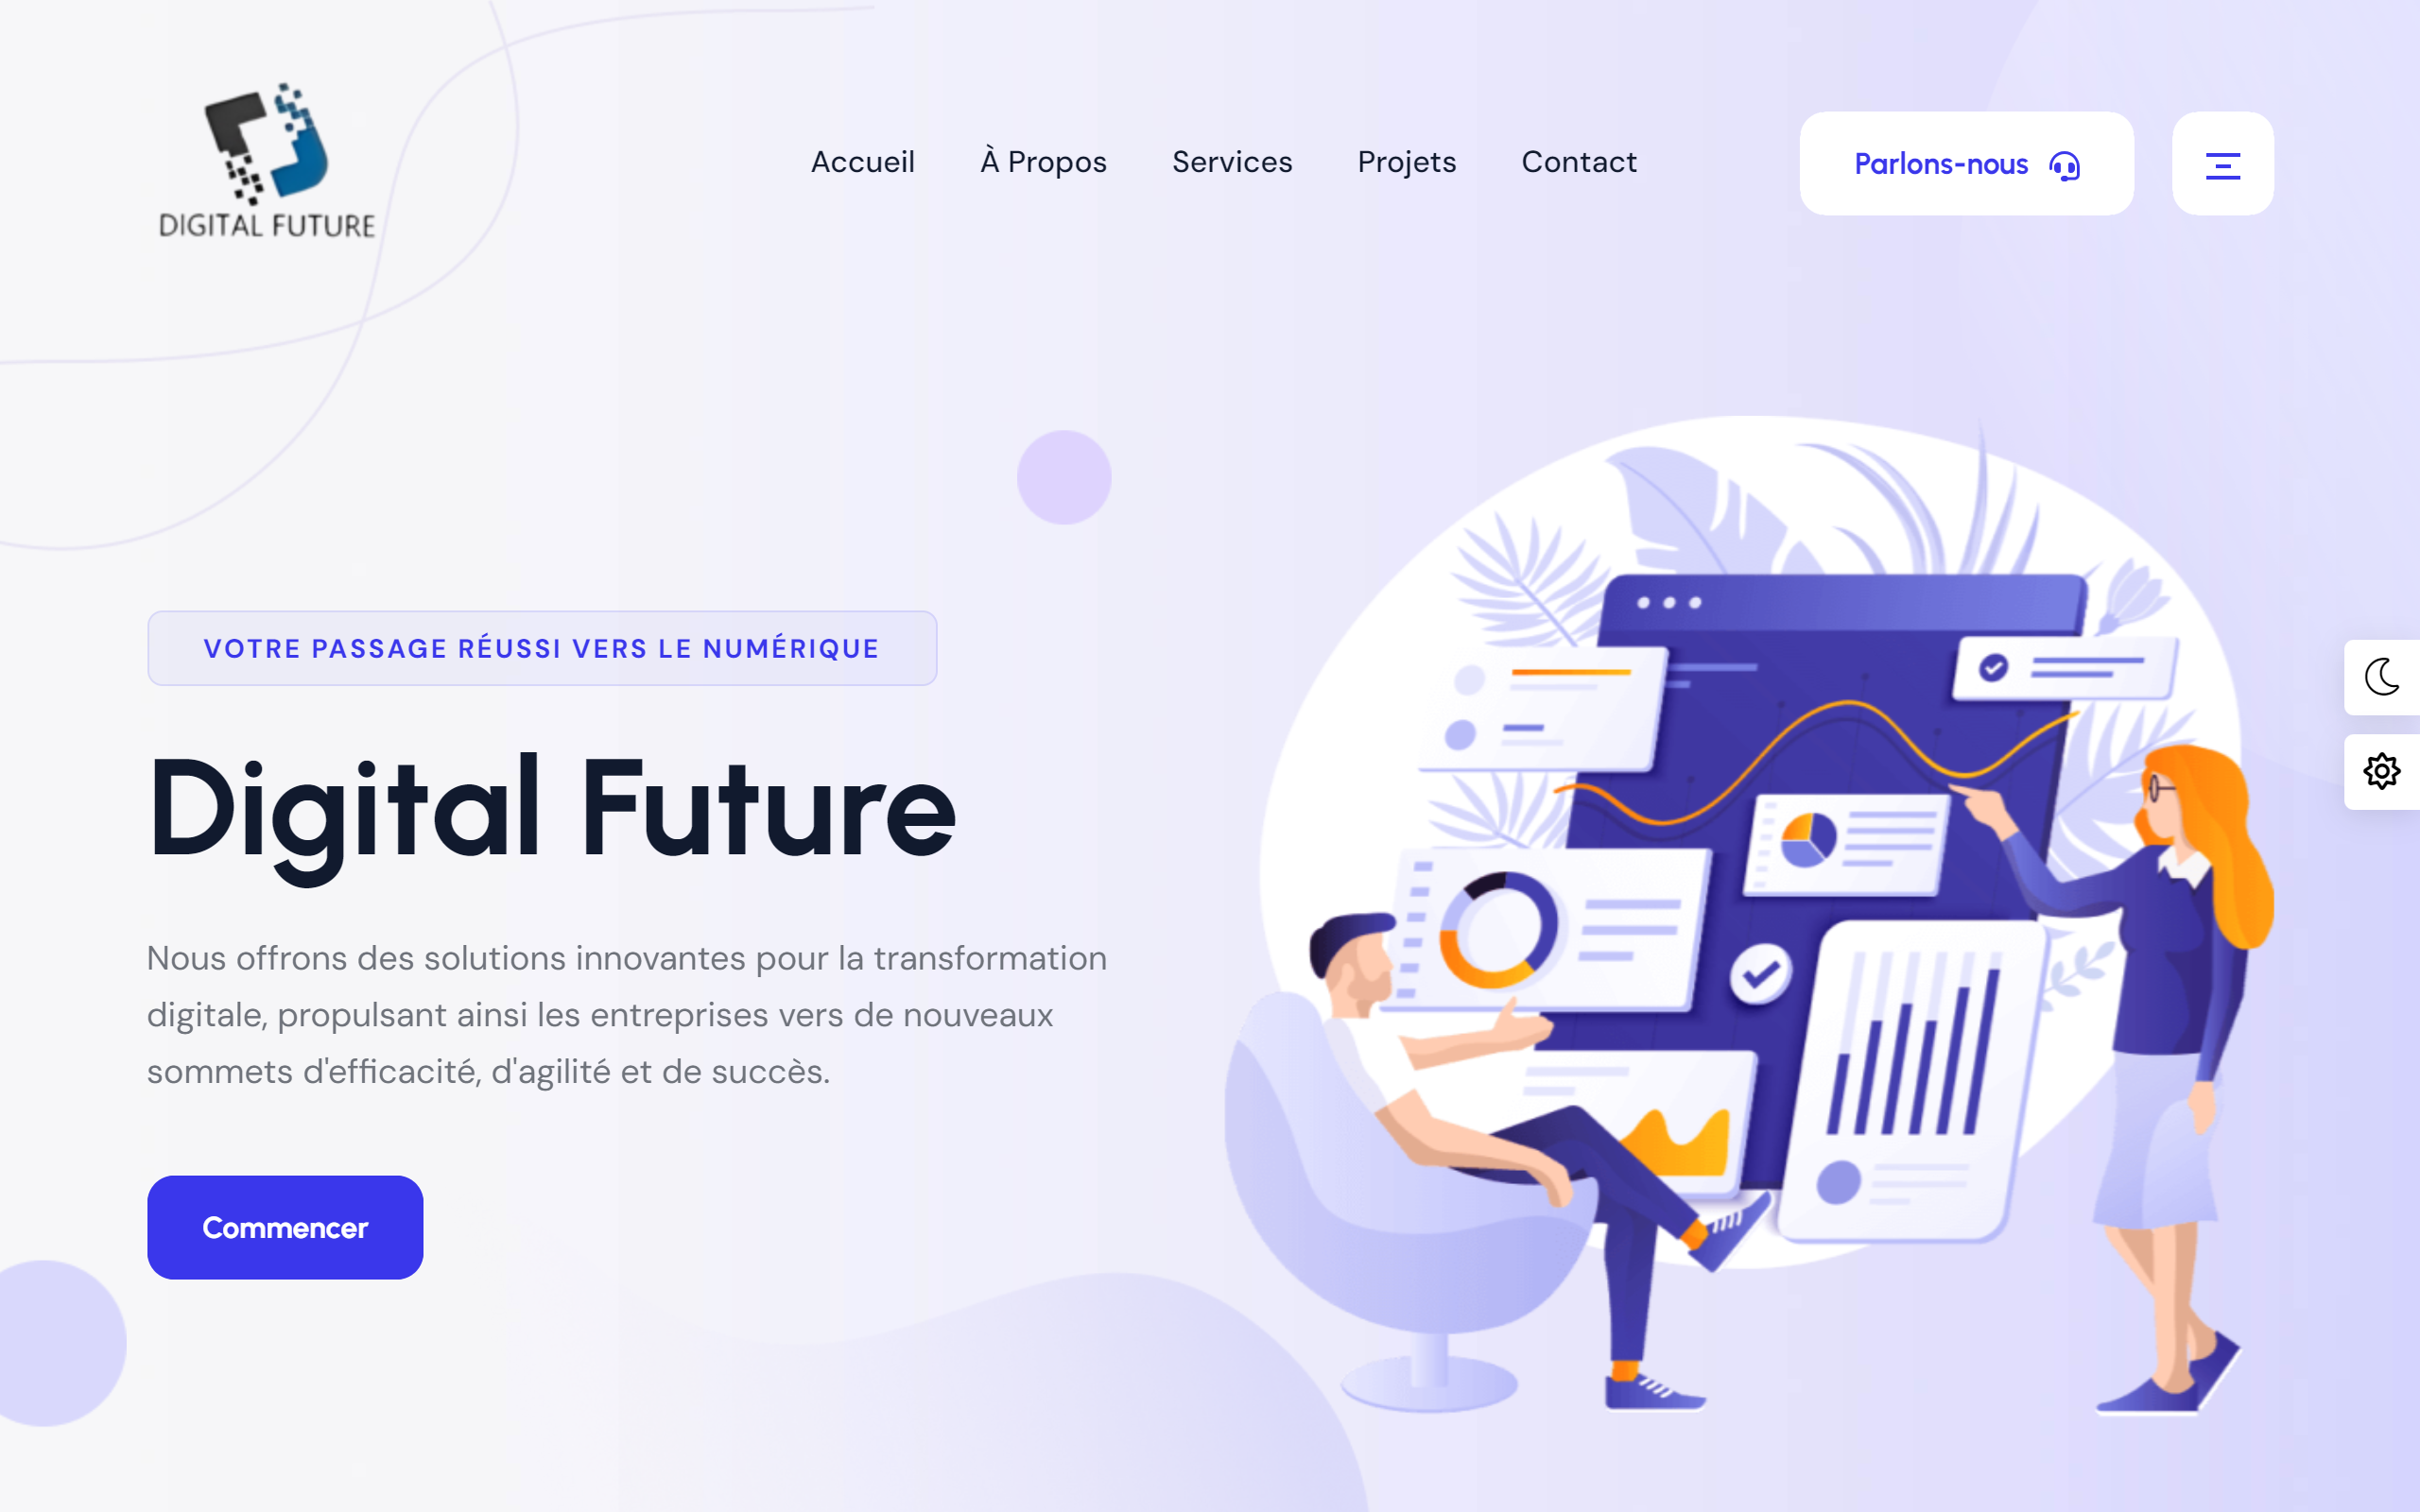 DIGITAL FUTURE
Accueil À Propos Services Projets Contact Parlons-nous
VOTRE PASSAGE RÉUSSI VERS LE NUMÉRIQUE
Digital Future
Nous offrons des solutions innovantes pour la transformation
digitale, propulsant ainsi les entreprises vers de nouveaux
sommets d'efficacité, d'agilité et de succès.
Commencer